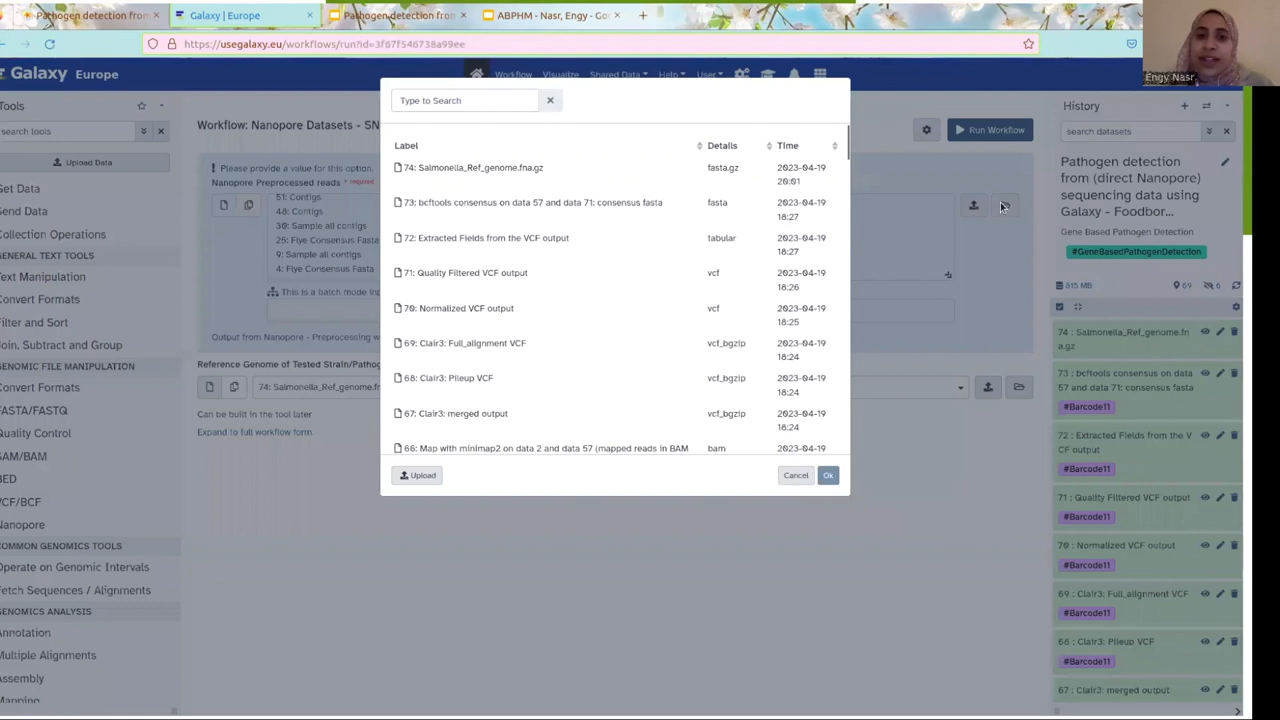 Pathogen detection from
Galaxy | Europe
Pathogen detection from
ABPHM - Nasr, Engy - Go
https://usegalaxy.eu/workflows/run?id=3f67f546738a99ee
Engy Nasr
Galaxy Europe
Workflow
Visualize
Shared Data
Help
User
Tools
search tools
Upload Data
Get Data
Send Data
Collection Operations
GENERAL TEXT TOOLS
Text Manipulation
Convert Formats
Filter and Sort
Join, Subtract and Group
GENOMIC FILE MANIPULATION
Convert Formats
FASTA/FASTQ
Quality Control
SAM/BAM
BED
VCF/BCF
Nanopore
COMMON GENOMICS TOOLS
Operate on Genomic Intervals
Fetch Sequences / Alignments
GENOMICS ANALYSIS
Annotation
Multiple Alignments
Assembly
Mapping
Workflow: Nanopore Datasets - SN
Run Workflow
Please provide a value for this option.
Nanopore Preprocessed reads * required
51: Contigs
48: Contigs
30: Sample all contigs
25: Flye Consensus Fasta
9: Sample all contigs
4: Flye Consensus Fasta
This is a batch mode in
Output from Nanopore - Preprocessing w
Reference Genome of Tested Strain/Pathog
74: Salmonella_Ref_genome.fn
Can be built in the tool later
Expand to full workflow form.
Type to Search
Label Details Time
74: Salmonella_Ref_genome.fna.gz fasta.gz 2023-04-19
20:01
73: bcftools consensus on data 57 and data 71: consensus fasta fasta 2023-04-19
18:27
72: Extracted Fields from the VCF output tabular 2023-04-19
18:27
71: Quality Filtered VCF output vcf 2023-04-19
18:26
70: Normalized VCF output vcf 2023-04-19
18:25
69: Clair3: Full_alignment VCF vcf_bgzip 2023-04-19
18:24
68: Clair3: Pileup VCF vcf_bgzip 2023-04-19
18:24
67: Clair3: merged output vcf_bgzip 2023-04-19
18:24
66: Map with minimap2 on data 2 and data 57 (mapped reads in BAM bam 2023-04-19
Upload
Cancel
Ok
History
search datasets
Pathogen detection
from (direct Nanopore)
sequencing data using
Galaxy - Foodbor...
Gene Based Pathogen Detection
#GeneBasedPathogenDetection
815 MB
69
6
74 : Salmonella_Ref_genome.fn
a.gz
73 : bcftools consensus on data
57 and data 71: consensus fasta
#Barcode11
72 : Extracted Fields from the V
CF output
#Barcode11
71 : Quality Filtered VCF output
#Barcode11
70 : Normalized VCF output
#Barcode11
69 : Clair3: Full_alignment VCF
#Barcode11
68 : Clair3: Pileup VCF
#Barcode11
67 : Clair3: merged output